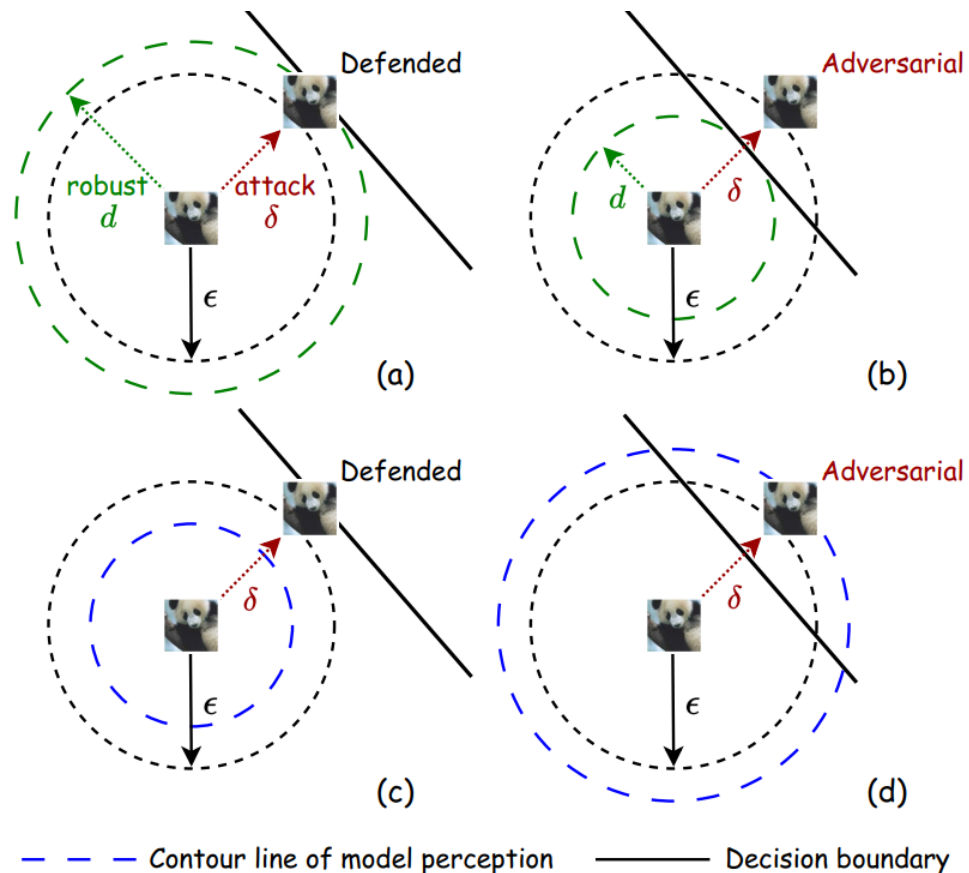 Defended
robust
d
attack
δ
ϵ
(a)
Adversarial
d
δ
ϵ
(b)
Defended
δ
ϵ
(c)
Adversarial
δ
ϵ
(d)
Contour line of model perception
Decision boundary